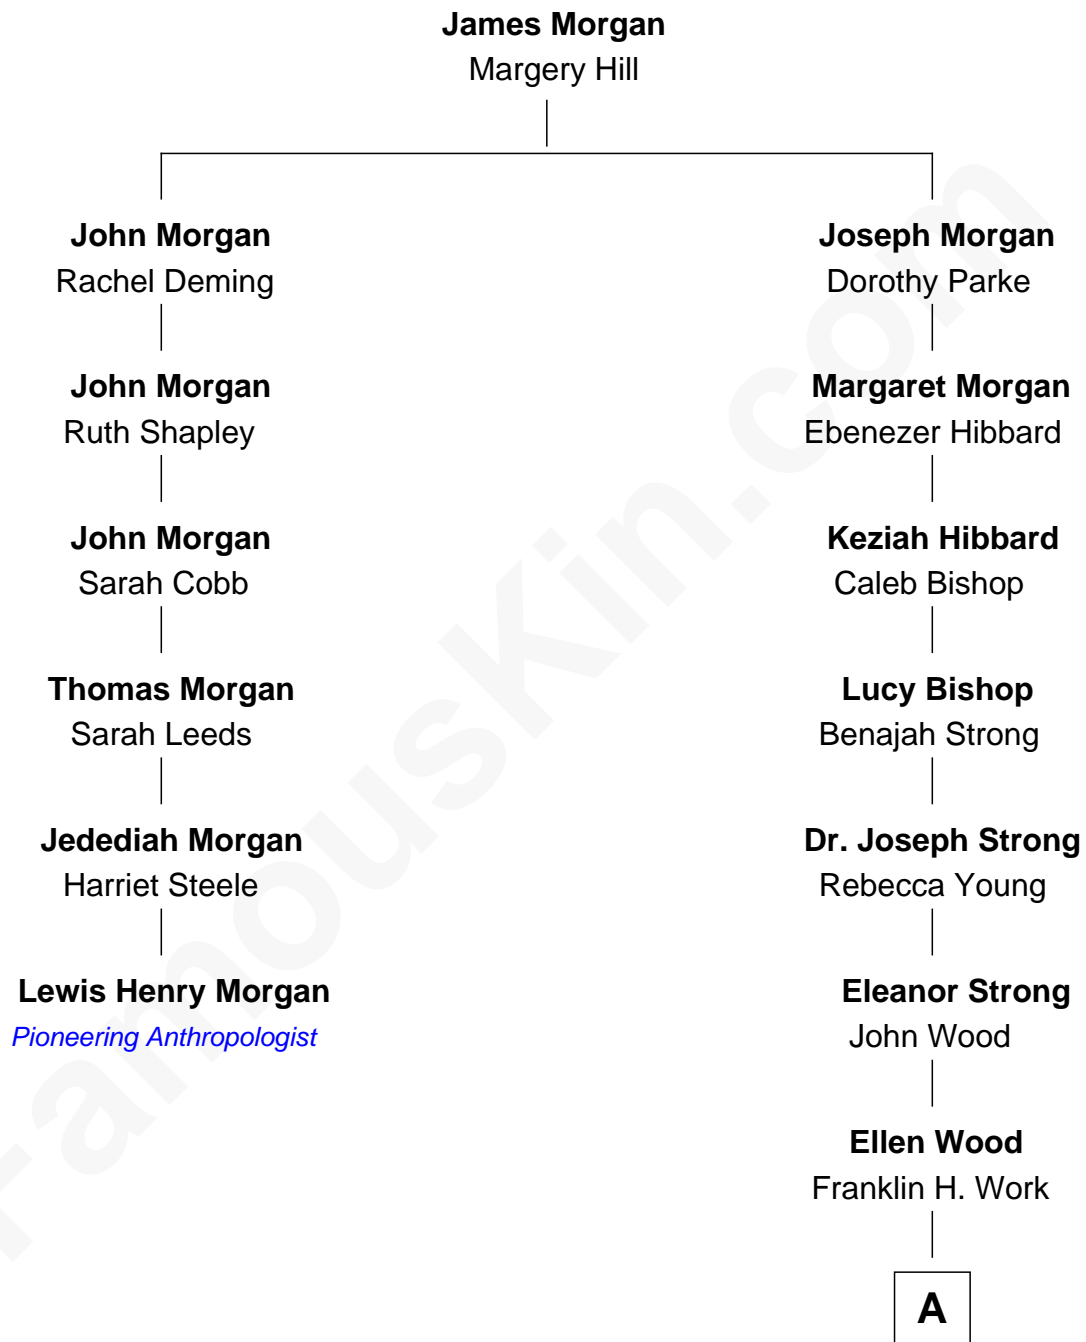 James Morgan
Margery Hill
John Morgan
Rachel Deming
Joseph Morgan
Dorothy Parke
John Morgan
Ruth Shapley
Margaret Morgan
Ebenezer Hibbard
John Morgan
Sarah Cobb
Keziah Hibbard
Caleb Bishop
Thomas Morgan
Sarah Leeds
Lucy Bishop
Benajah Strong
Jedediah Morgan
Harriet Steele
Dr. Joseph Strong
Rebecca Young
Lewis Henry Morgan
Pioneering Anthropologist
Eleanor Strong
John Wood
Ellen Wood
Franklin H. Work
A
FamousKin.com